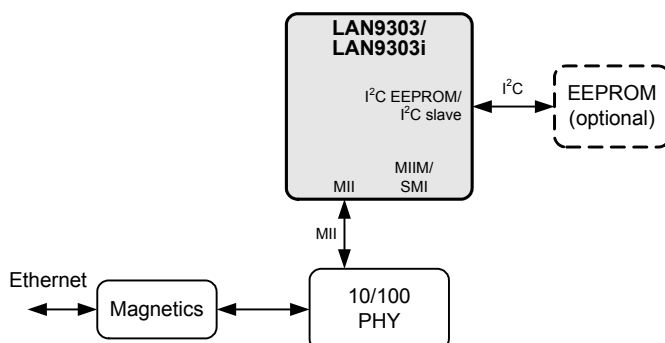 LAN9303/
LAN9303i
I²C EEPROM/
I²C slave
I²C
EEPROM
(optional)
MII
MIIM/
SMI
MII
Ethernet
Magnetics
10/100
PHY